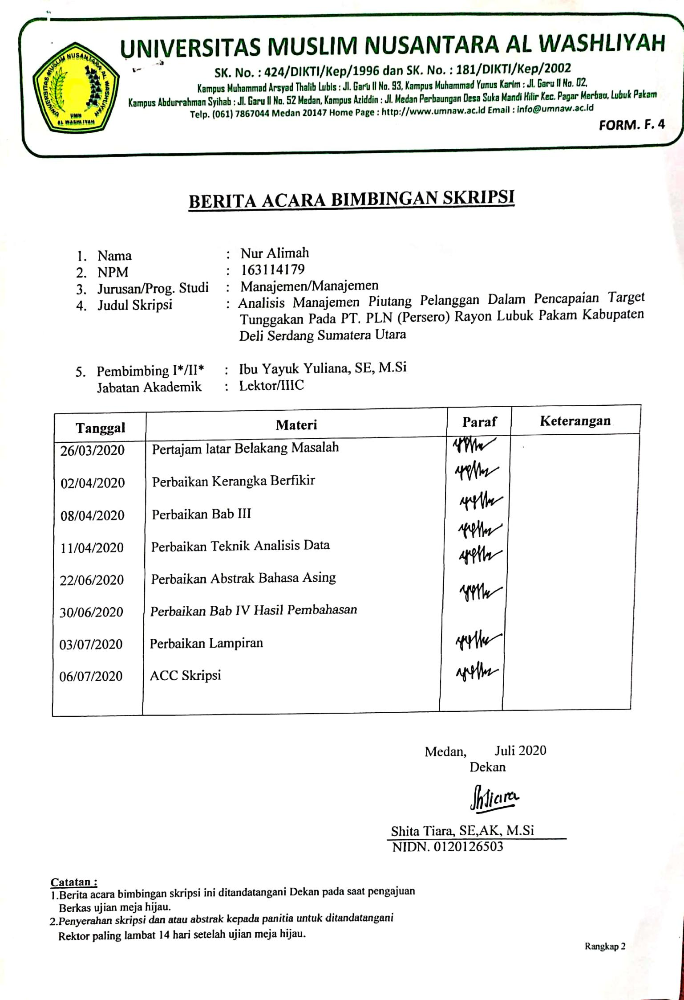 UNIVERSITAS MUSLIM NUSANTARA AL WASHLIYAH
SK. No. : 424/DIKTI/Kep/1996 dan SK. No. : 181/DIKTI/Kep/2002
Kampus Muhammad Arsyad Thalib Lubis : Jl. Garu II No. 93, Kampus Muhammad Yunus Karim : Jl. Garu II No. 02,
Kampus Abdurrahman Syihab : Jl. Garu II No. 52 Medan, Kampus Aziddin : Jl. Medan Perbaungan Desa Suka Mandi Hilir Kec. Pagar Merbau, Lubuk Pakam
Telp. (061) 7867044 Medan 20147 Home Page : http://www.umnaw.ac.id Email : info@umnaw.ac.id
FORM. F. 4
UNIVERSITAS MUSLIM NUSANTARA AL WASHLIYAH
UMN
AL WASHLIYAH
BERITA ACARA BIMBINGAN SKRIPSI
1. Nama : Nur Alimah
2. NPM : 163114179
3. Jurusan/Prog. Studi : Manajemen/Manajemen
4. Judul Skripsi : Analisis Manajemen Piutang Pelanggan Dalam Pencapaian Target
Tunggakan Pada PT. PLN (Persero) Rayon Lubuk Pakam Kabupaten
Deli Serdang Sumatera Utara
5. Pembimbing I*/II* : Ibu Yayuk Yuliana, SE, M.Si
Jabatan Akademik : Lektor/IIIC
Tanggal Materi Paraf Keterangan
26/03/2020 Pertajam latar Belakang Masalah
02/04/2020 Perbaikan Kerangka Berfikir
08/04/2020 Perbaikan Bab III
11/04/2020 Perbaikan Teknik Analisis Data
22/06/2020 Perbaikan Abstrak Bahasa Asing
30/06/2020 Perbaikan Bab IV Hasil Pembahasan
03/07/2020 Perbaikan Lampiran
06/07/2020 ACC Skripsi
Medan, Juli 2020
Dekan
Shtiara
Shita Tiara, SE,AK, M.Si
NIDN. 0120126503
Catatan :
1.Berita acara bimbingan skripsi ini ditandatangani Dekan pada saat pengajuan
Berkas ujian meja hijau.
2.Penyerahan skripsi dan atau abstrak kepada panitia untuk ditandatangani
Rektor paling lambat 14 hari setelah ujian meja hijau.
Rangkap 2